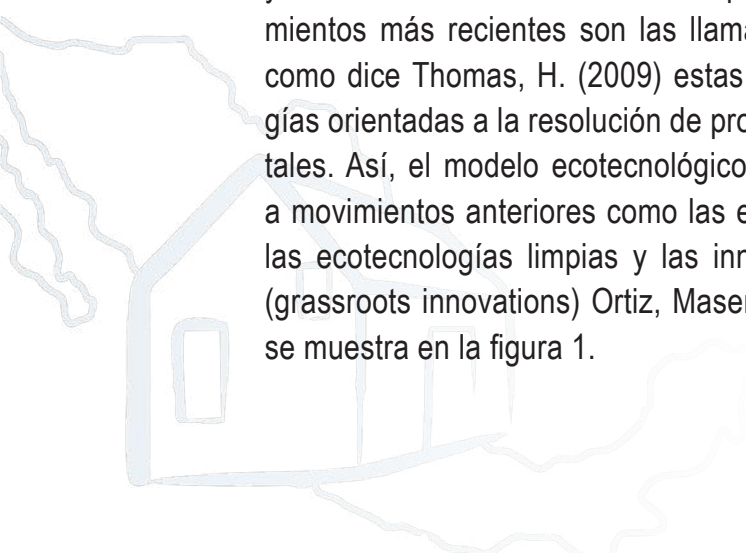 mientos más recientes son las llama
como dice Thomas, H. (2009) estas
gías orientadas a la resolución de pro
tales. Así, el modelo ecotecnológico
a movimientos anteriores como las e
las ecotecnologías limpias y las inn
(grassroots innovations) Ortiz, Maser
se muestra en la figura 1.